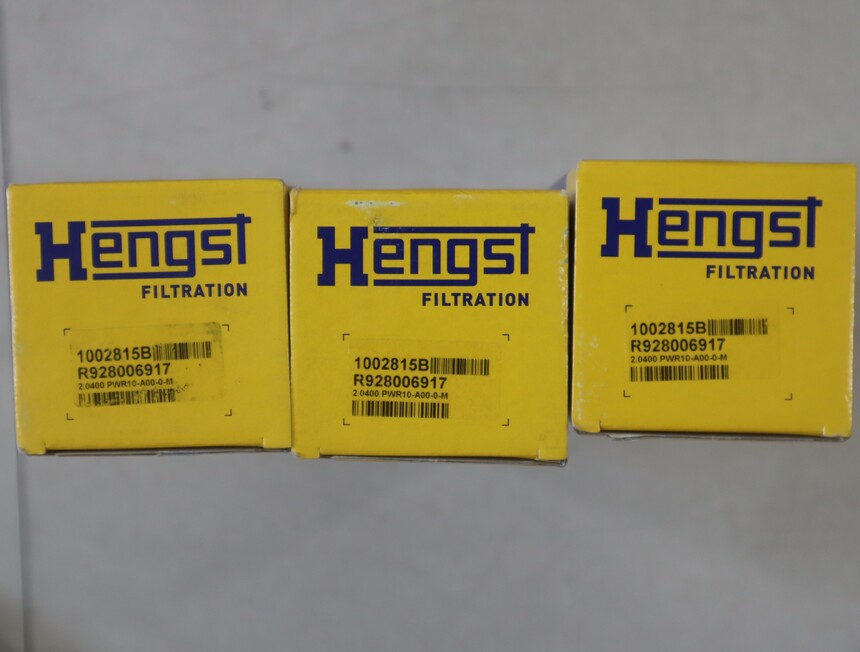 Hengst
FILTRATION
1002815B
R928006917
2.0400 PWR10-A00-0-M
Hengst
FILTRATION
1002815B
R928006917
2.0400 PWR10-A00-0-M
Hengst
FILTRATION
1002815B
R928006917
2.0400 PWR10-A00-0-M